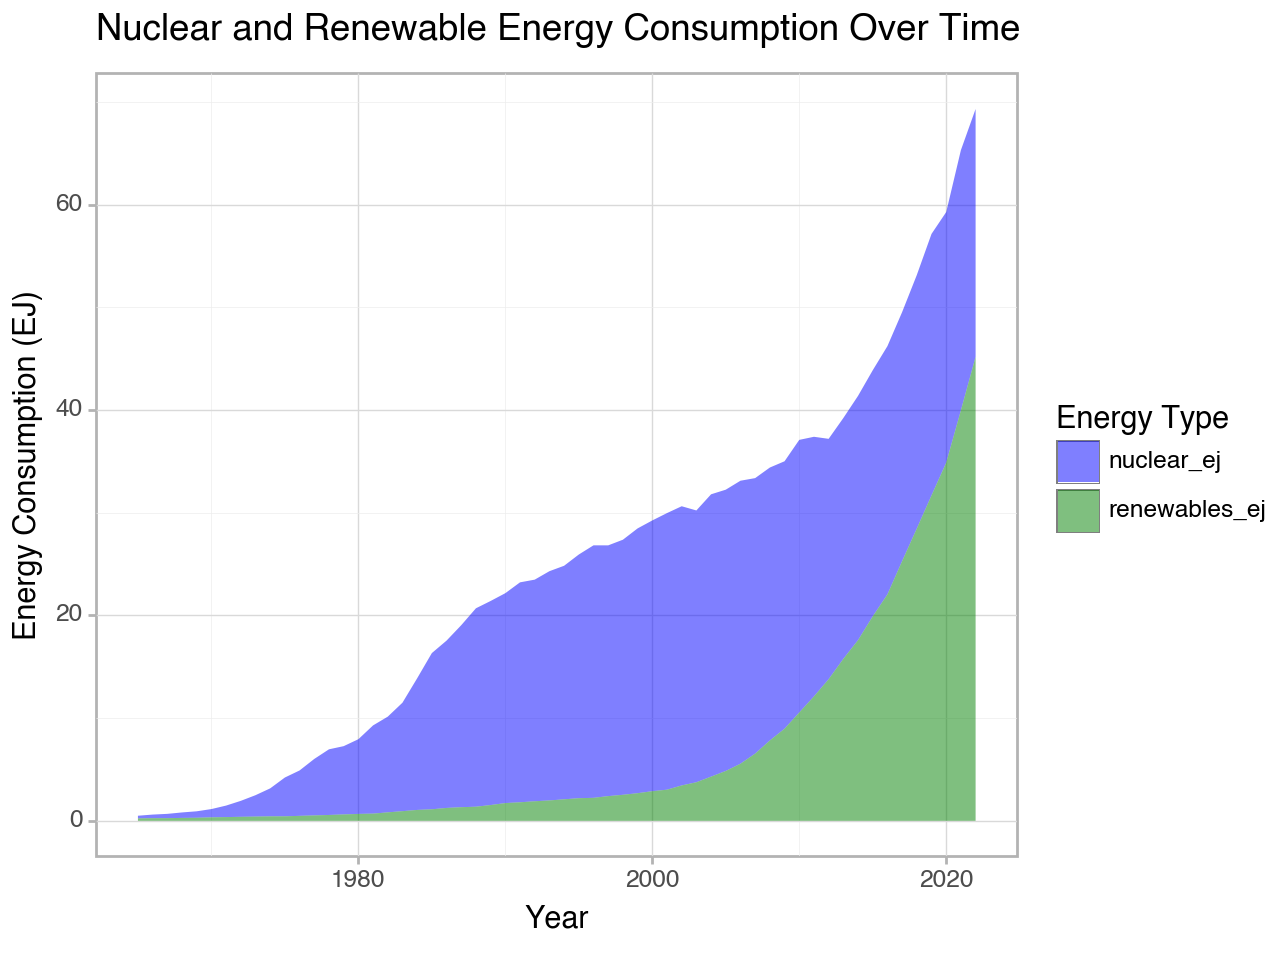 Nuclear and Renewable Energy Consumption Over Time
Energy Consumption (EJ)
60
40
20
0
1980
2000
2020
Year
Energy Type
nuclear_ej
renewables_ej